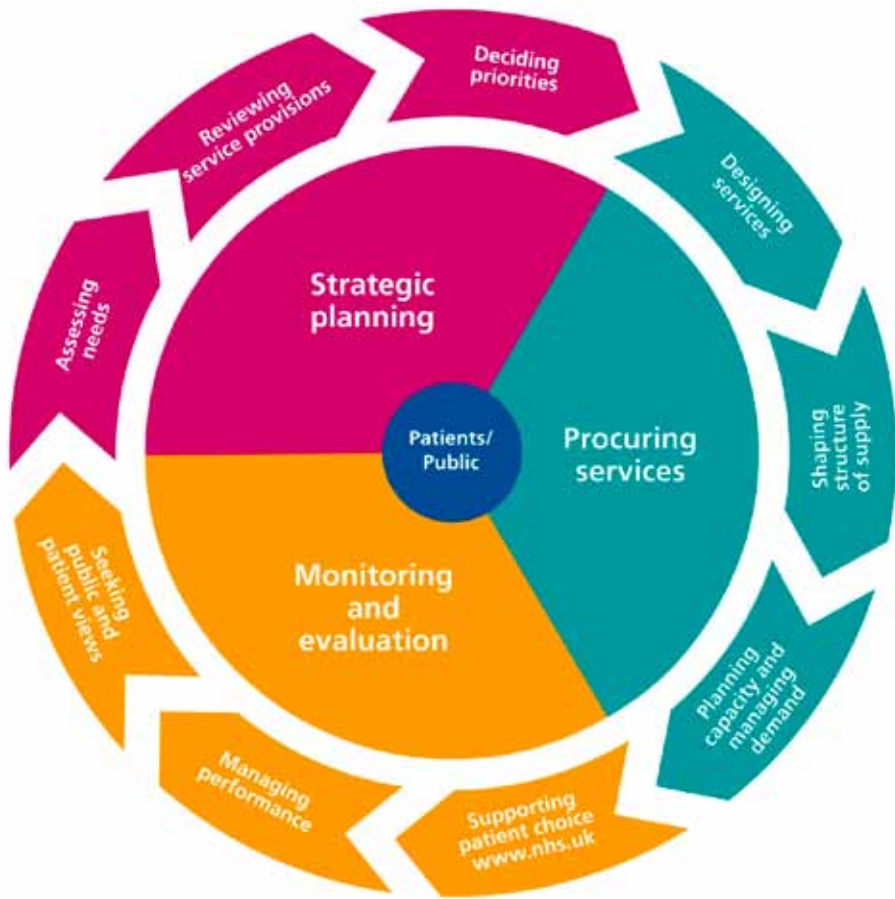 Deciding
priorities
Designing
services
Shaping
structure
of supply
Planning
capacity and
managing
demand
Supporting
patient choice
www.nhs.uk
Managing
performance
Seeking
public and
patient views
Assessing
needs
Reviewing
service provisions
Strategic
planning
Procuring
services
Monitoring
and
evaluation
Patients/
Public